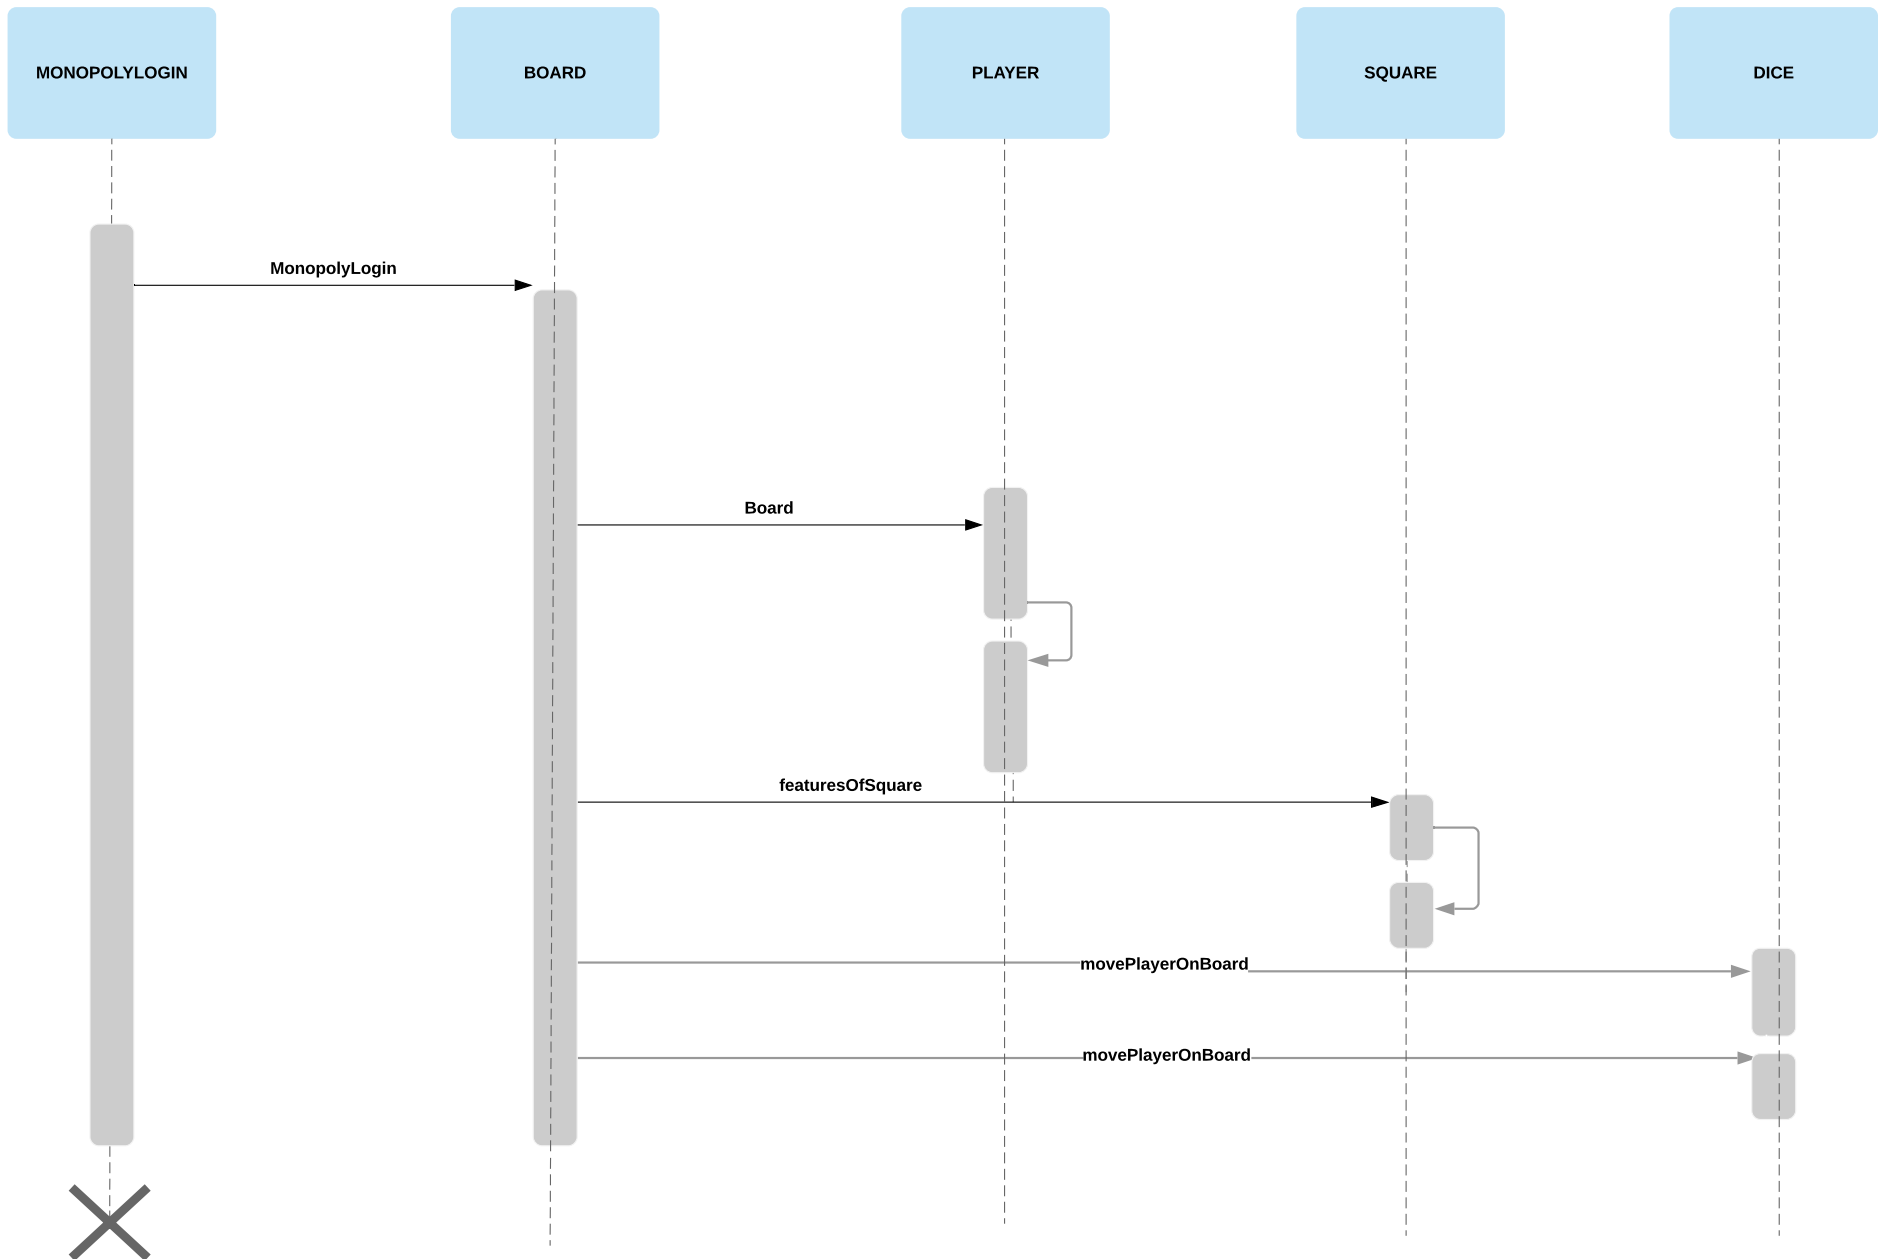 MONOPOLYLOGIN
BOARD
PLAYER
SQUARE
DICE
MonopolyLogin
Board
featuresOfSquare
movePlayerOnBoard
movePlayerOnBoard